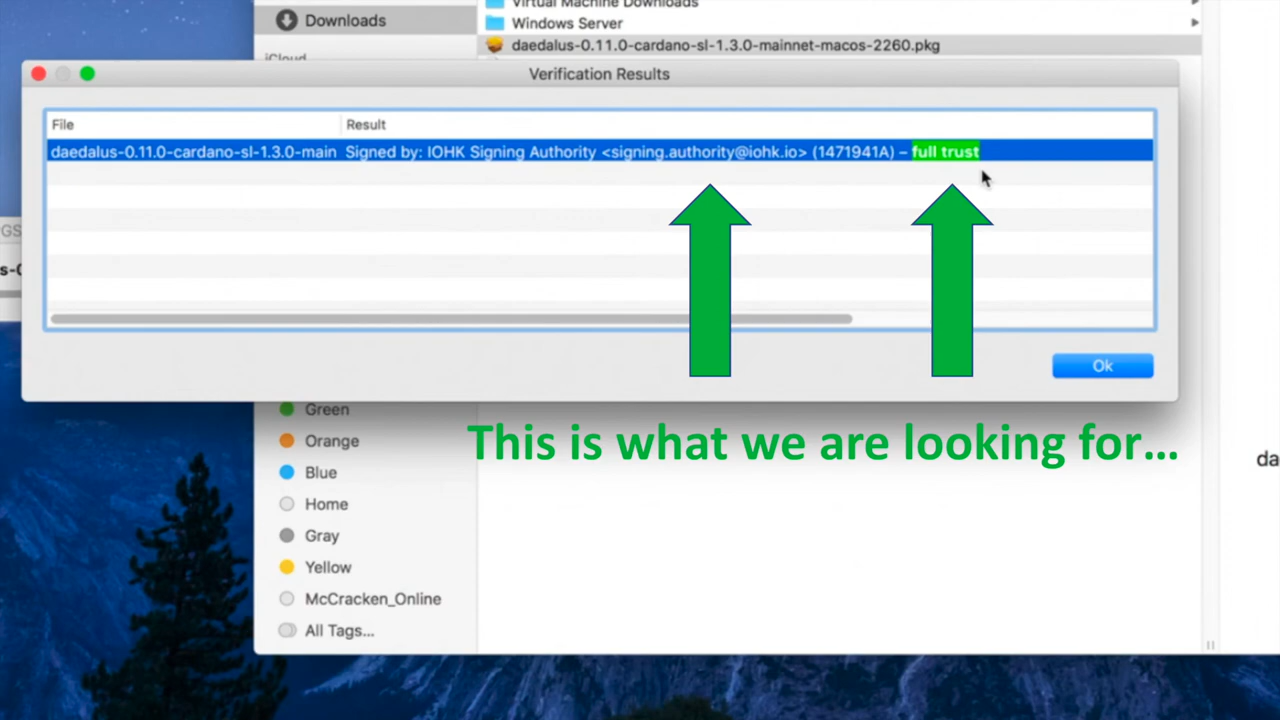 Virtual Machine Downloads
Downloads
Windows Server
daedalus-0.11.0-cardano-sl-1.3.0-mainnet-macos-2260.pkg
iCloud
Verification Results
File Result
daedalus-0.11.0-cardano-sl-1.3.0-main Signed by: IOHK Signing Authority <signing.authority@iohk.io> (1471941A) – full trust
Ok
Green
This is what we are looking for...
Orange
Blue
Home
Gray
Yellow
McCracken_Online
All Tags...